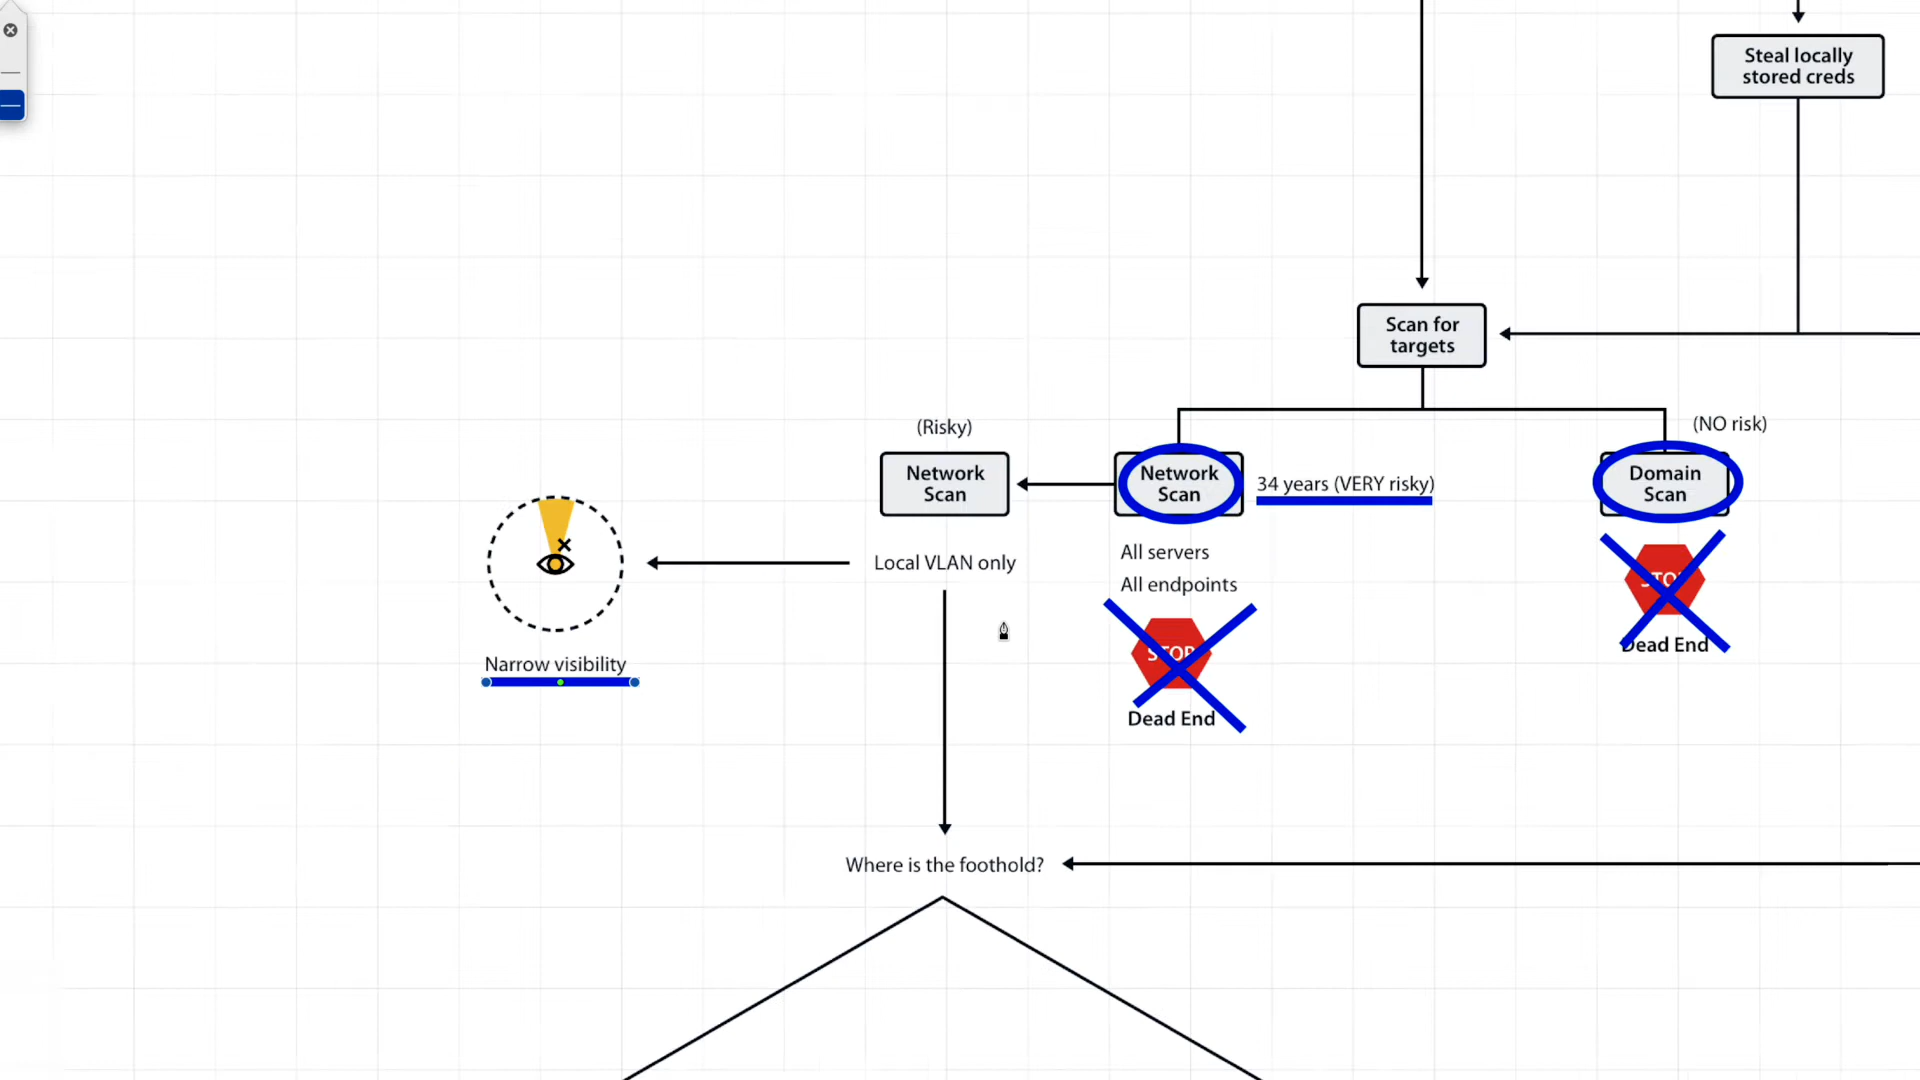 Steal locally
stored creds
Scan for
targets
(Risky)
(NO risk)
Network
Scan
Network
Scan
34 years (VERY risky)
Domain
Scan
Local VLAN only
All servers
All endpoints
STOP
STOP
Dead End
Dead End
Narrow visibility
Where is the foothold?